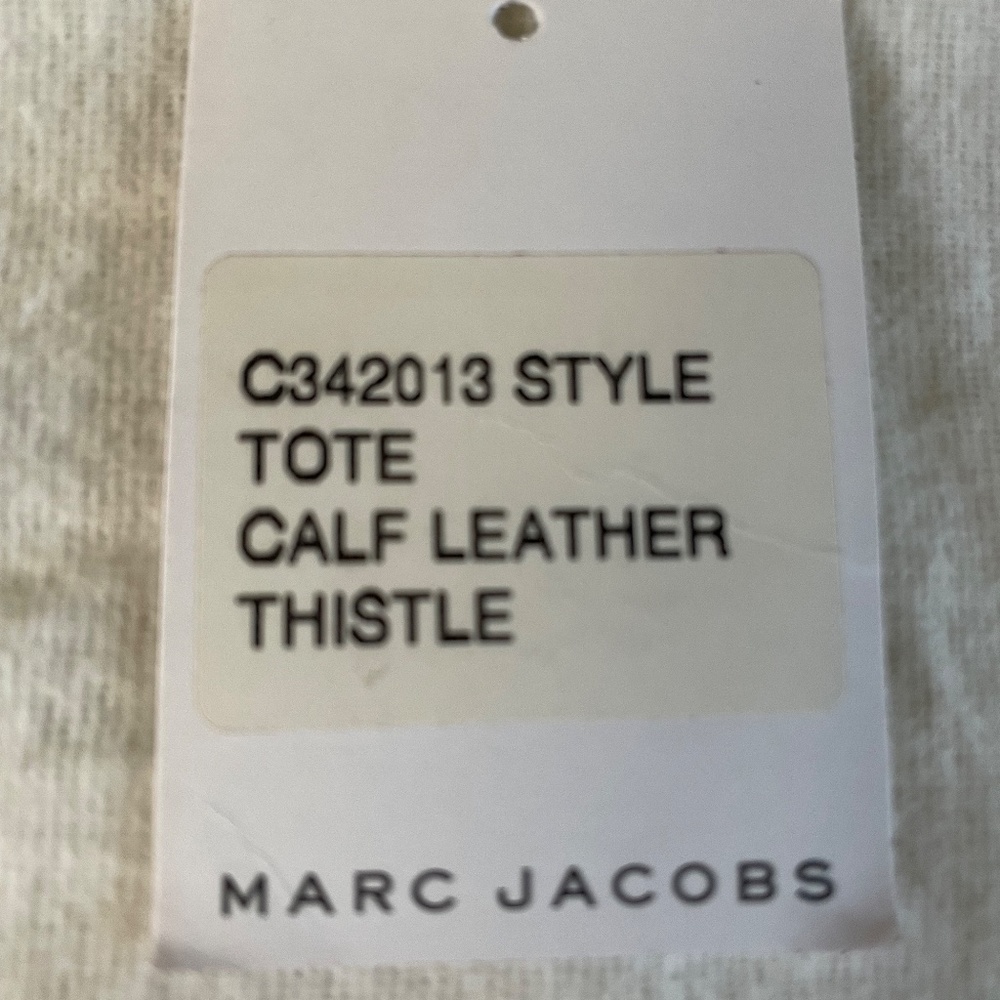 C342013 STYLE
TOTE
CALF LEATHER
THISTLE
MARC JACOBS